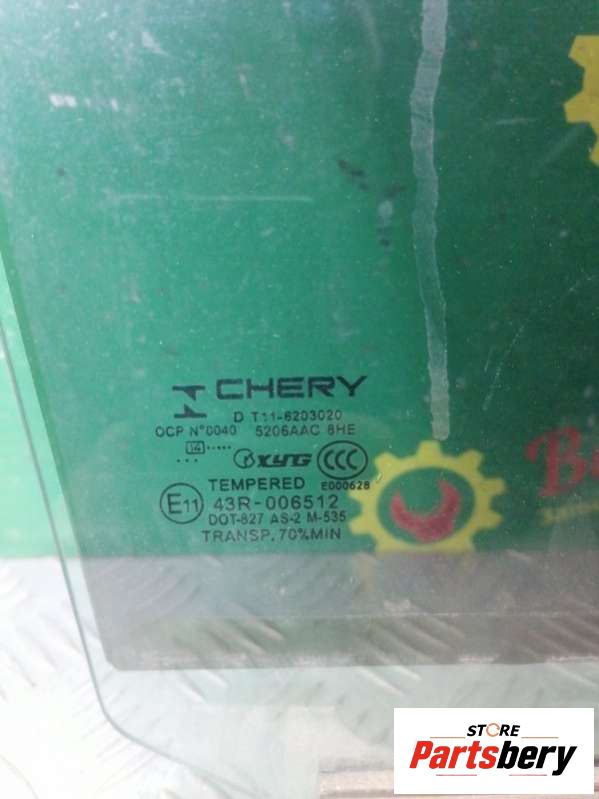 CHERY
D T11-6203020
OCP N°0040 5206AAC 8HE
14.....
... XYG CCC
TEMPERED E000628
E11 43R-006512
DOT-827 AS-2 M-535
TRANSP. 70%MIN
STORE
Partsbery